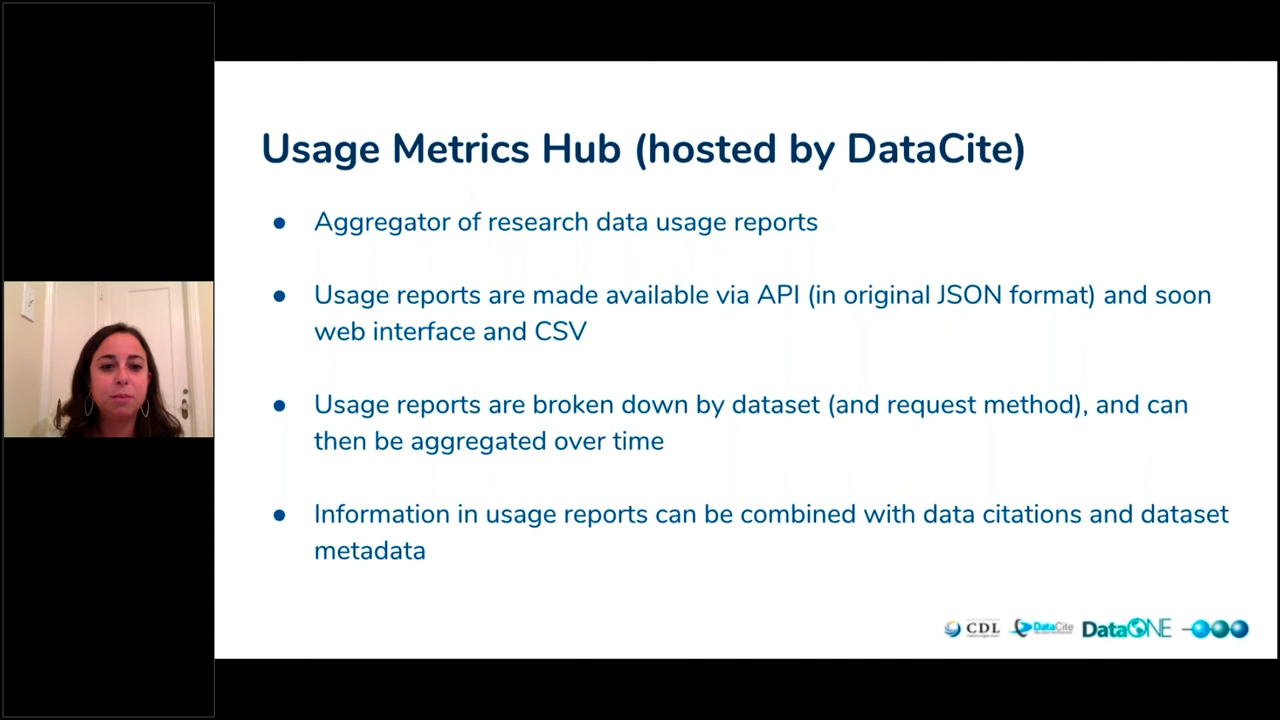 Usage Metrics Hub (hosted by DataCite)
● Aggregator of research data usage reports
● Usage reports are made available via API (in original JSON format) and soon
web interface and CSV
● Usage reports are broken down by dataset (and request method), and can
then be aggregated over time
● Information in usage reports can be combined with data citations and dataset
metadata
CDL DataCite DataONE